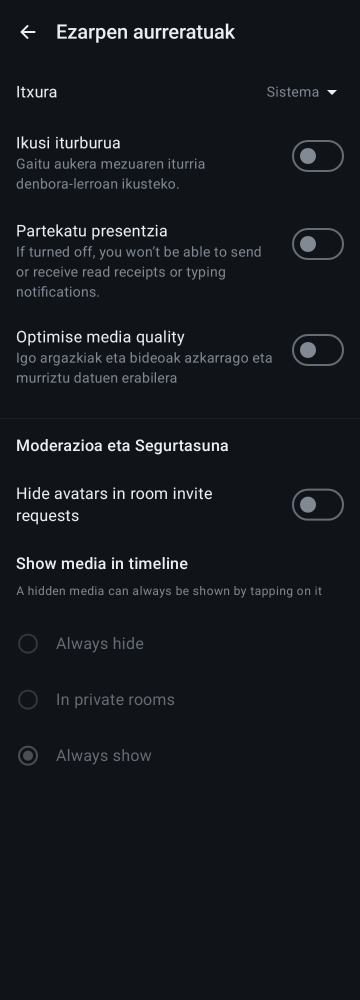 Ezarpen aurreratuak
Itxura
Sistema
Ikusi iturburua
Gaitu aukera mezuaren iturria
denbora-lerroan ikusteko.
Partekatu presentzia
If turned off, you won’t be able to send
or receive read receipts or typing
notifications.
Optimise media quality
Igo argazkiak eta bideoak azkarrago eta
murriztu datuen erabilera
Moderazioa eta Segurtasuna
Hide avatars in room invite
requests
Show media in timeline
A hidden media can always be shown by tapping on it
Always hide
In private rooms
Always show